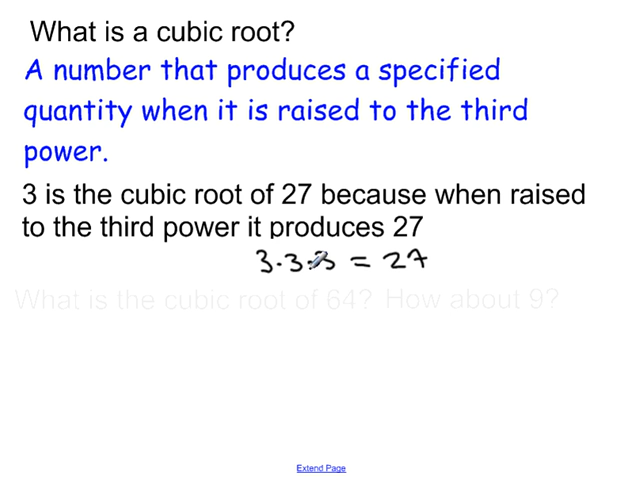 What is a cubic root?
A number that produces a specified
quantity when it is raised to the third
power.
3 is the cubic root of 27 because when raised
to the third power it produces 27
3·3·3 = 27
What is the cubic root of 64? How about 9?
Extend Page